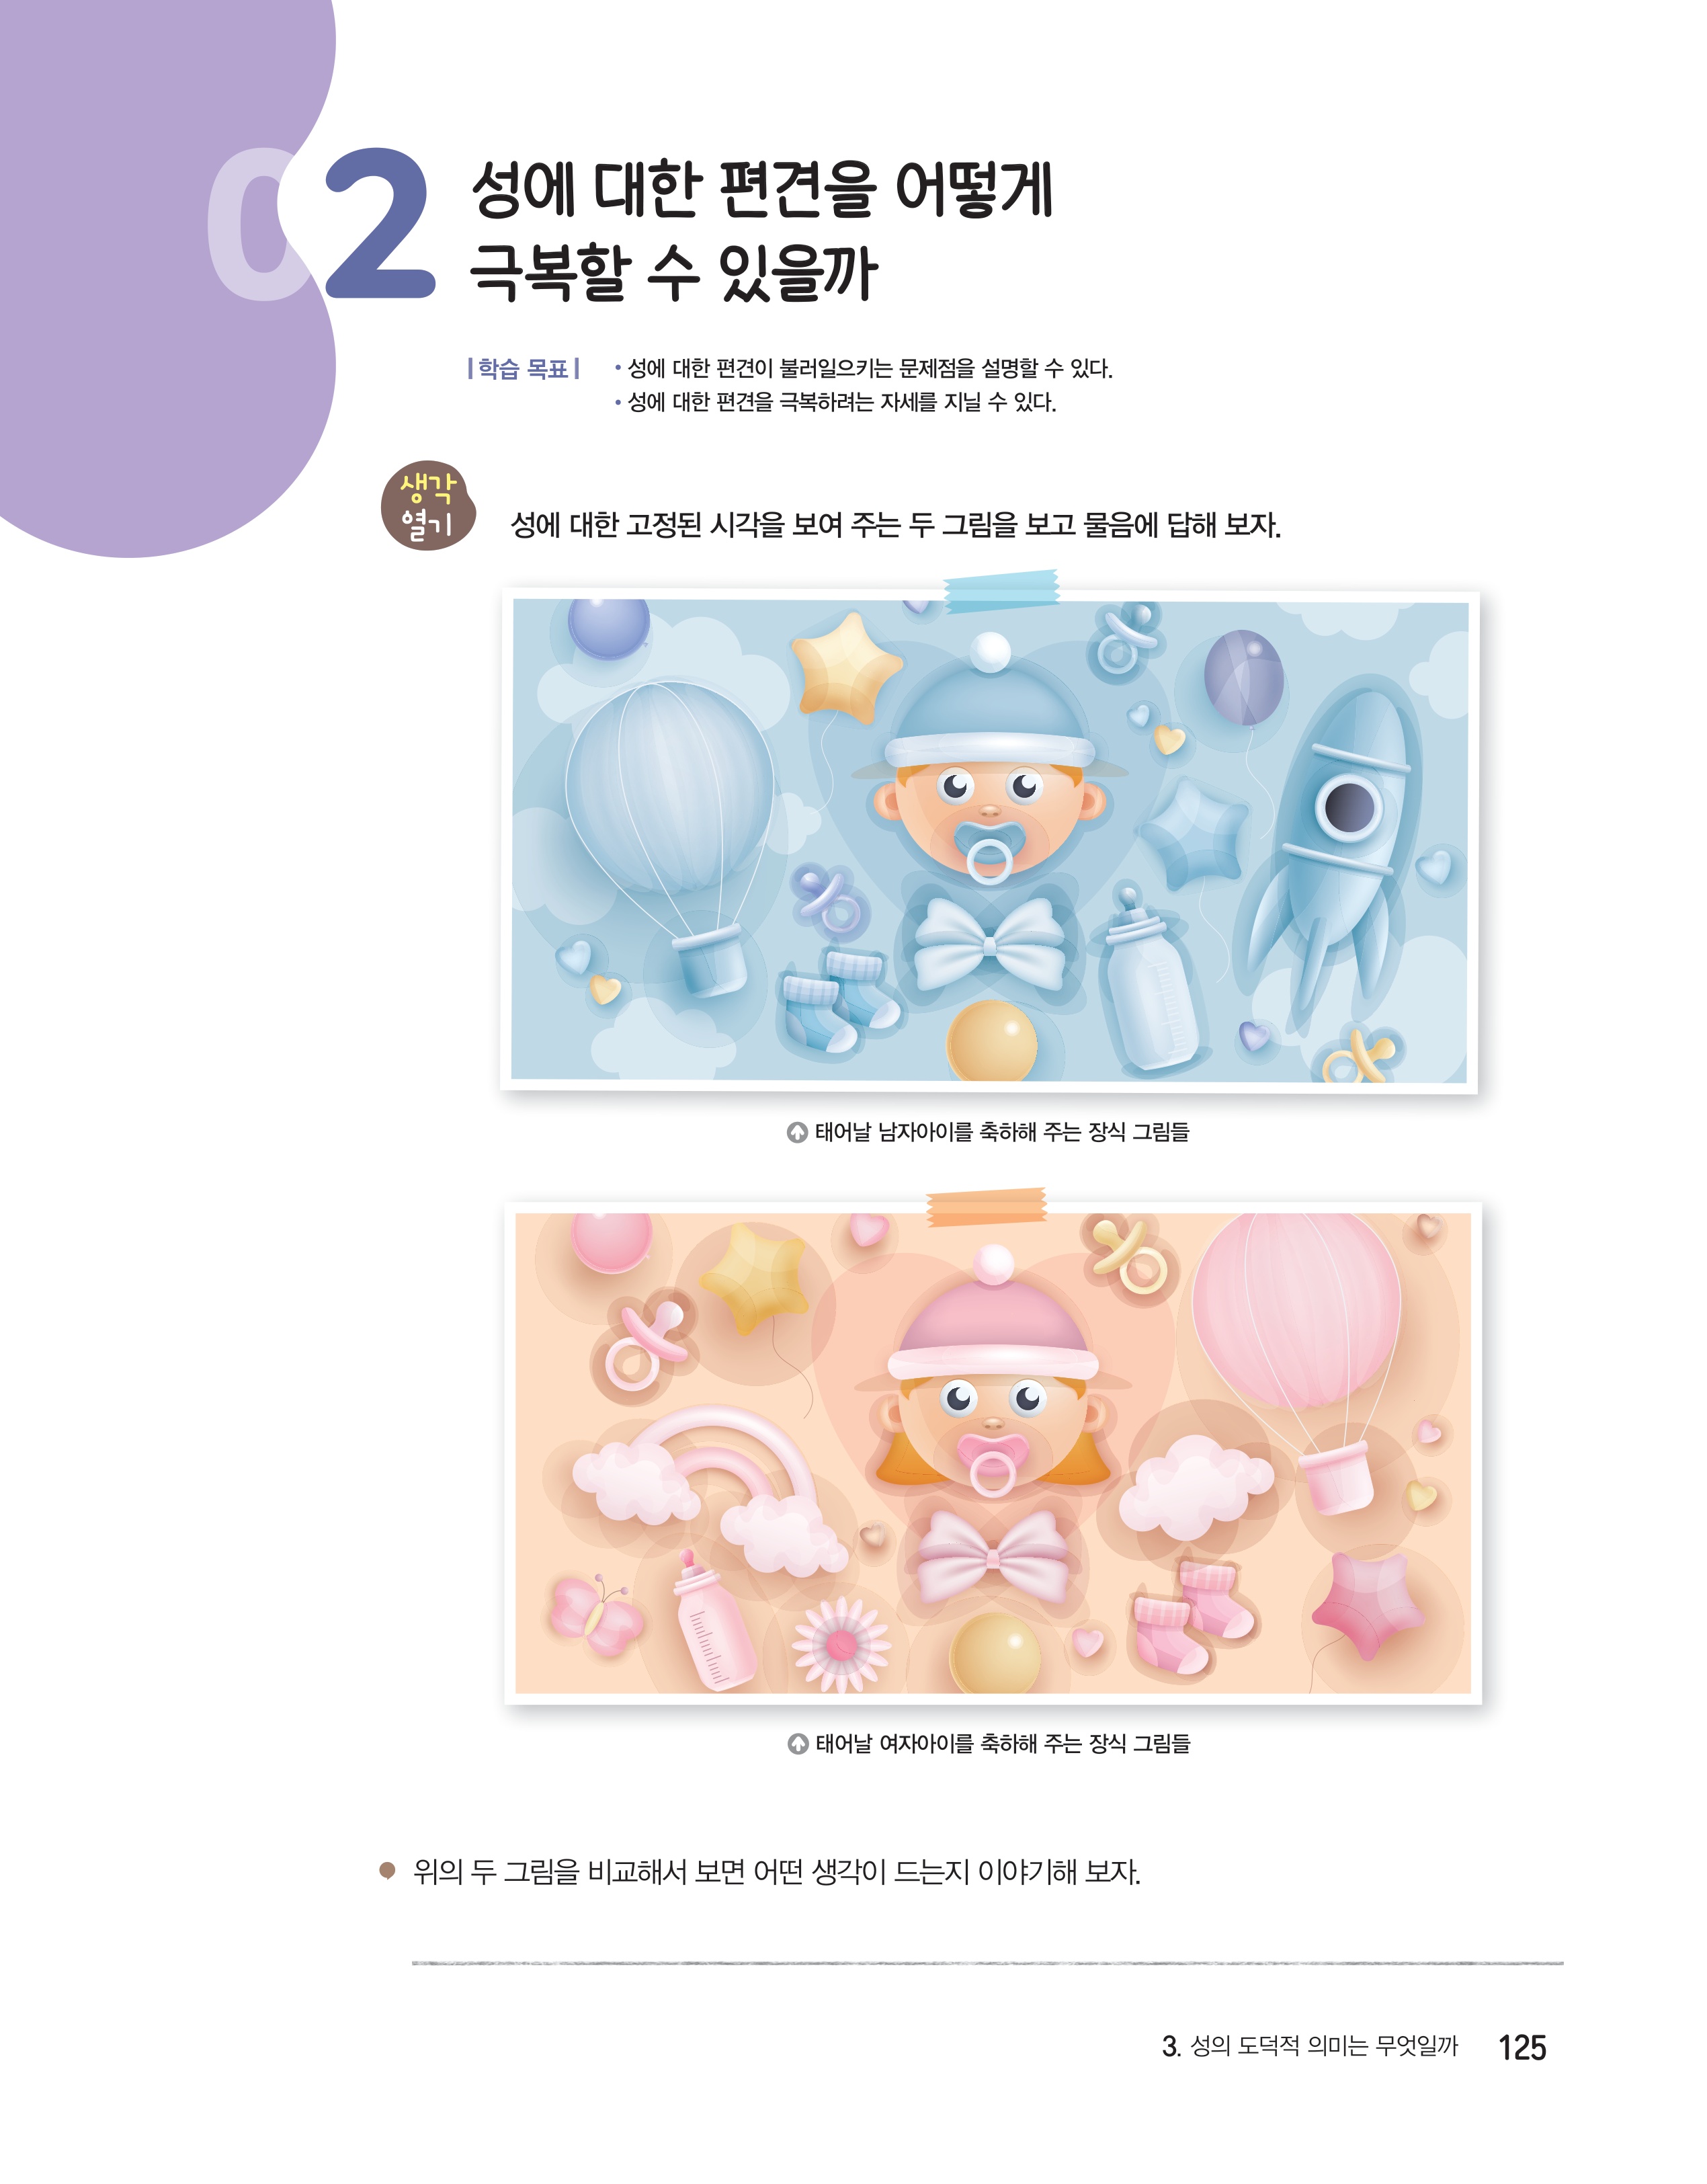 02
성에 대한 편견을 어떻게
극복할 수 있을까
학습 목표
• 성에 대한 편견이 불러일으키는 문제점을 설명할 수 있다.
• 성에 대한 편견을 극복하려는 자세를 지닐 수 있다.
생각
열기
성에 대한 고정된 시각을 보여 주는 두 그림을 보고 물음에 답해 보자.
태어날 남자아이를 축하해 주는 장식 그림들
태어날 여자아이를 축하해 주는 장식 그림들
위의 두 그림을 비교해서 보면 어떤 생각이 드는지 이야기해 보자.
3. 성의 도덕적 의미는 무엇일까 125